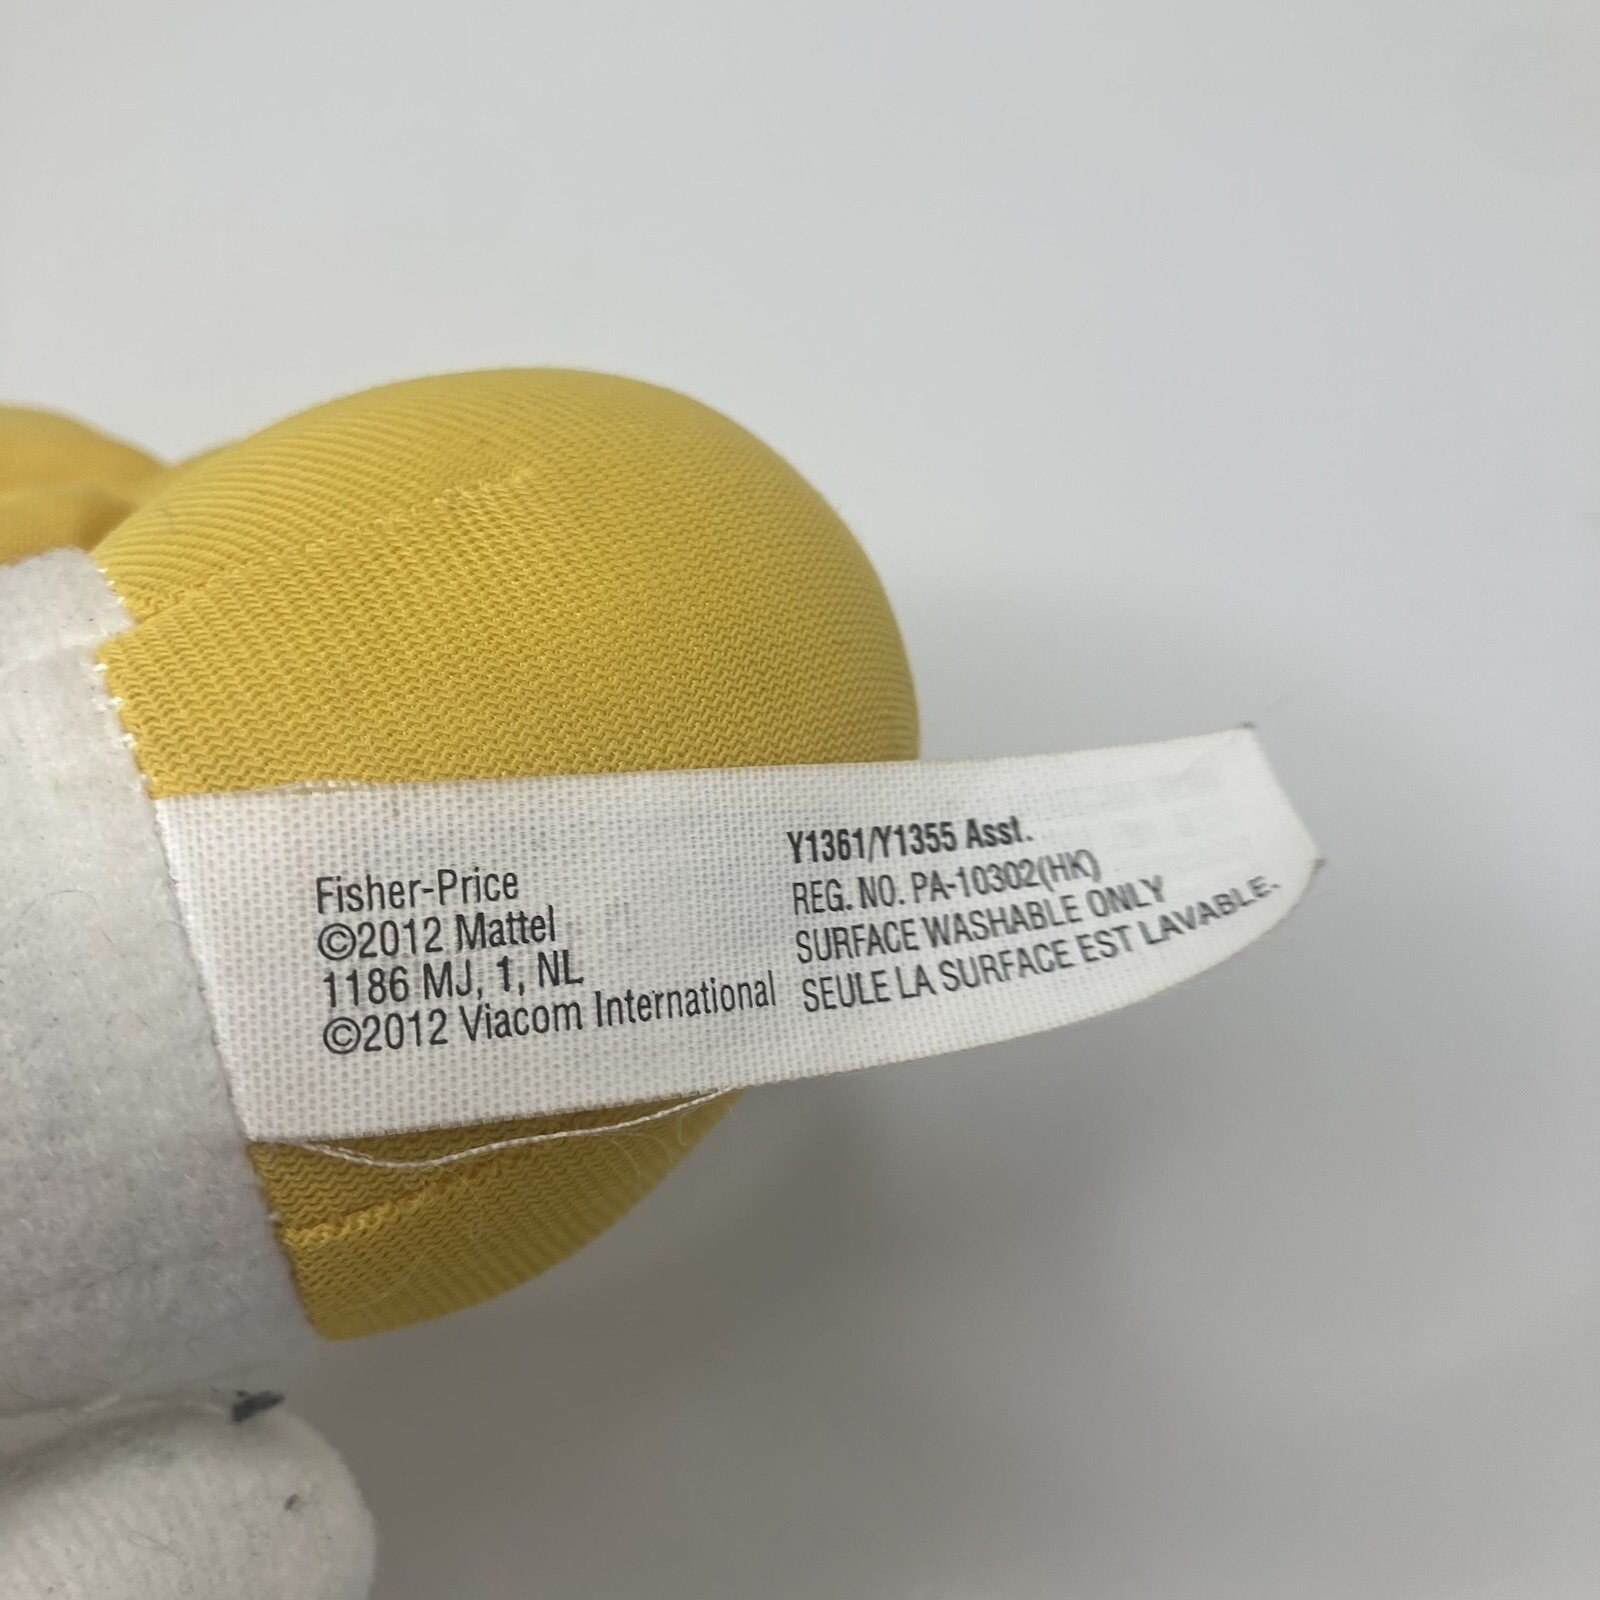 Fisher-Price
©2012 Mattel
1186 MJ, 1, NL
©2012 Viacom International
Y1361/Y1355 Asst.
REG. NO. PA-10302(HK)
SURFACE WASHABLE ONLY
SEULE LA SURFACE EST LAVABLE.